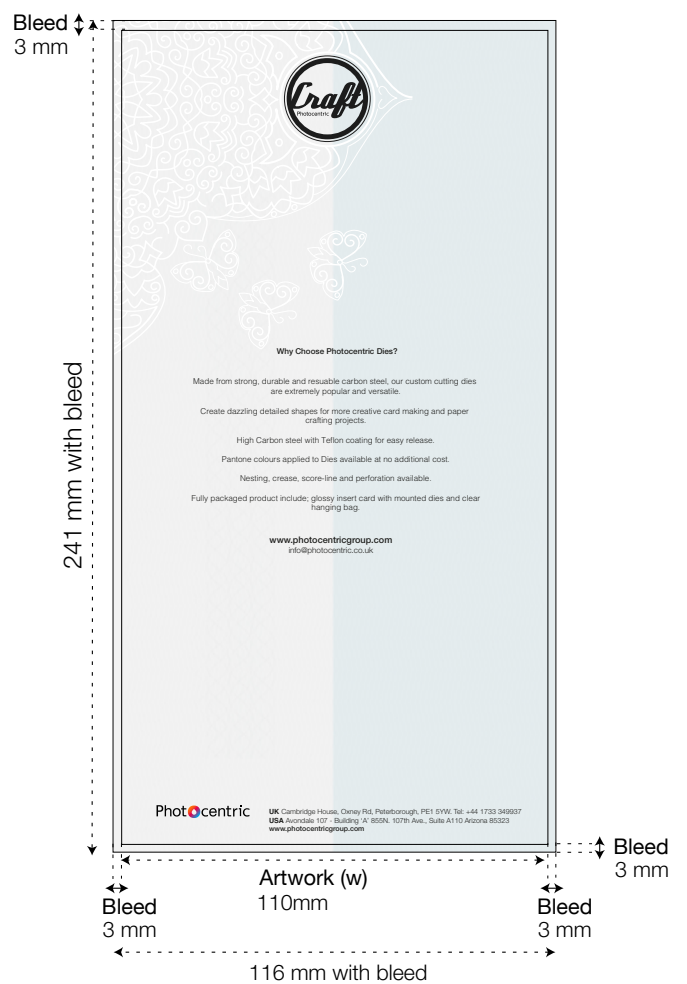 Bleed
3 mm
Craft
Photocentric
241 mm with bleed
Why Choose Photocentric Dies?
Made from strong, durable and resuable carbon steel, our custom cutting dies
are extremely popular and versatile.
Create dazzling detailed shapes for more creative card making and paper
crafting projects.
High Carbon steel with Teflon coating for easy release.
Pantone colours applied to Dies available at no additional cost.
Nesting, crease, score-line and perforation available.
Fully packaged product include; glossy insert card with mounted dies and clear
hanging bag.
www.photocentricgroup.com
info@photocentric.co.uk
Photocentric
UK Cambridge House, Oxney Rd, Peterborough, PE1 5YW. Tel: +44 1733 349937
USA Avondale 107 - Building 'A' 855N. 107th Ave., Suite A110 Arizona 85323
www.photocentricgroup.com
Bleed
3 mm
Artwork (w)
110mm
Bleed
3 mm
Bleed
3 mm
116 mm with bleed